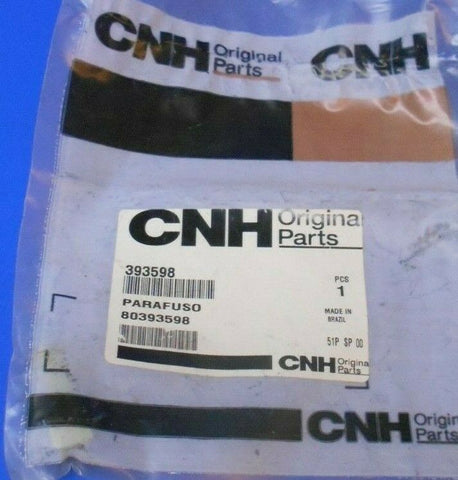 CNH Original Parts CNH
CNH Original Parts
393598
PCS
1
PARAFUSO
80393598
MADE IN
BRAZIL
51P SP 00
CNH Original Parts
CNH Original Parts